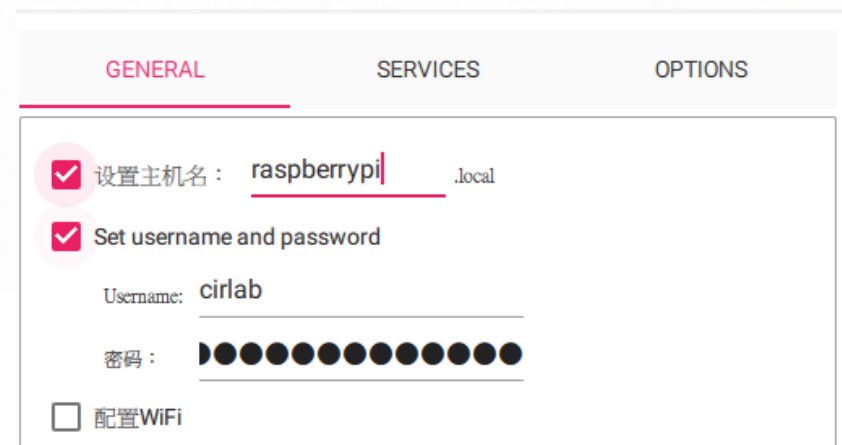 GENERAL SERVICES OPTIONS
设置主机名： raspberrypi .local
Set username and password
Username: cirlab
密码： ●●●●●●●●●●●●●
配置WiFi